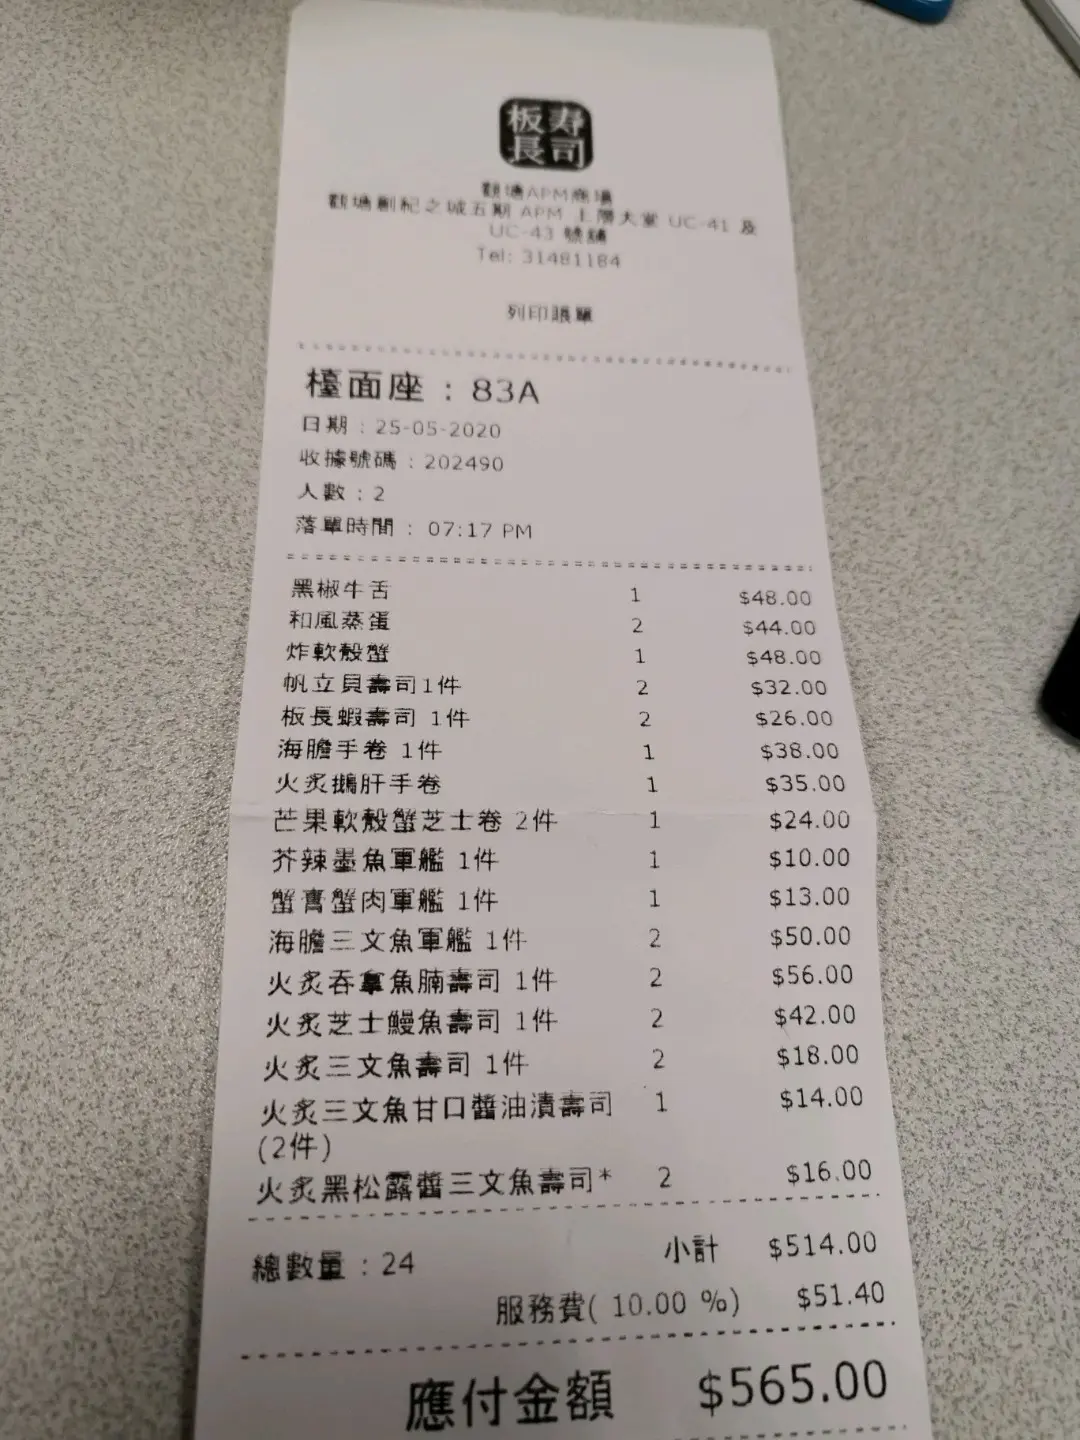 板寿
長司
觀塘APM商場
觀塘創紀之城五期 APM 上層大堂 UC-41 及
UC-43 號舖
Tel: 31481184
列印賬單
檯面座 : 83A
日期 : 25-05-2020
收據號碼 : 202490
人數 : 2
落單時間 : 07:17 PM
黑椒牛舌 1 $48.00
和風蒸蛋 2 $44.00
炸軟殼蟹 1 $48.00
帆立貝壽司1件 2 $32.00
板長蝦壽司 1件 2 $26.00
海膽手卷 1件 1 $38.00
火炙鵝肝手卷 1 $35.00
芒果軟殼蟹芝士卷 2件 1 $24.00
芥辣墨魚軍艦 1件 1 $10.00
蟹膏蟹肉軍艦 1件 1 $13.00
海膽三文魚軍艦 1件 2 $50.00
火炙吞拿魚腩壽司 1件 2 $56.00
火炙芝士鰻魚壽司 1件 2 $42.00
火炙三文魚壽司 1件 2 $18.00
火炙三文魚甘口醬油漬壽司 1 $14.00
(2件)
火炙黑松露醬三文魚壽司* 2 $16.00
總數量 : 24 小計 $514.00
服務費( 10.00 %) $51.40
應付金額 $565.00